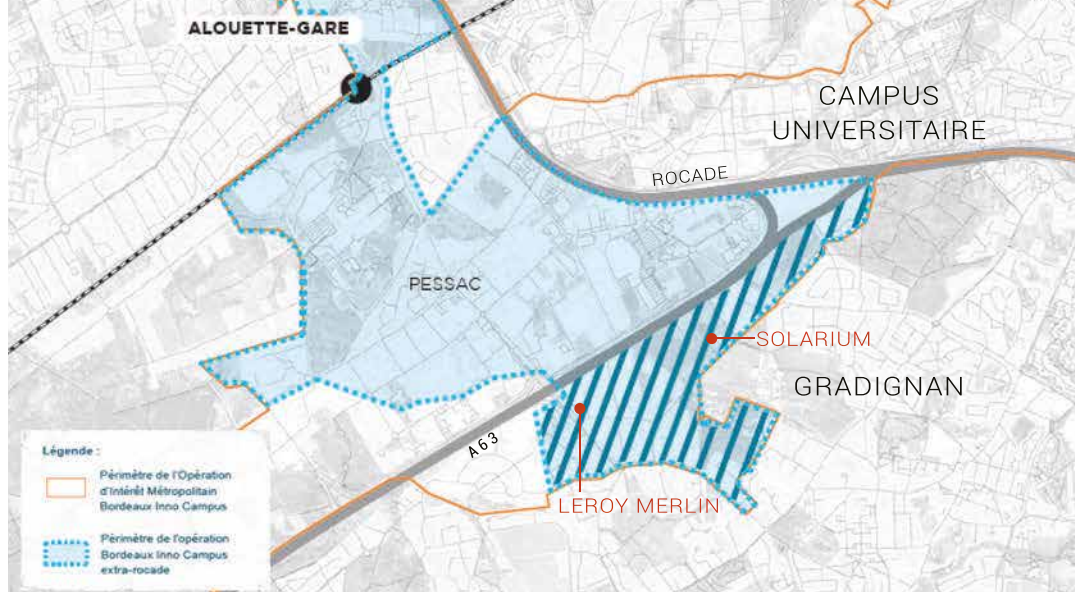 ALOUETTE-GARE
CAMPUS
UNIVERSITAIRE
ROCADE
PESSAC
SOLARIUM
GRADIGNAN
A63
LEROY MERLIN
Légende :
Périmètre de l'Opération
d'Intérêt Métropolitain
Bordeaux Inno Campus
Périmètre de l'opération
Bordeaux Inno Campus
extra-rocade